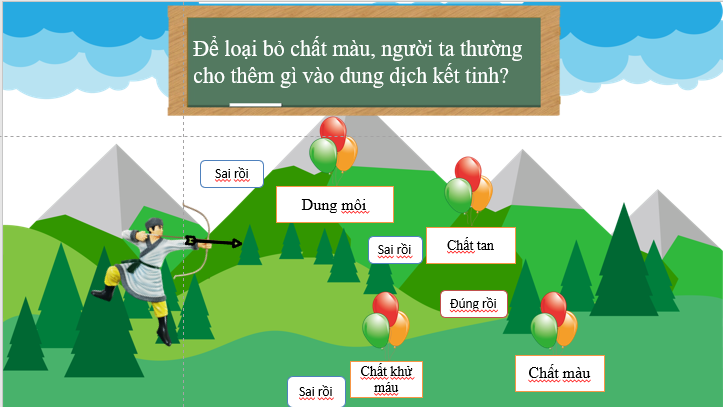 Để loại bỏ chất màu, người ta thường
cho thêm gì vào dung dịch kết tinh?
Sai rồi
Dung môi
Sai rồi
Chất tan
Đúng rồi
Chất khử
máu
Chất màu
Sai rồi